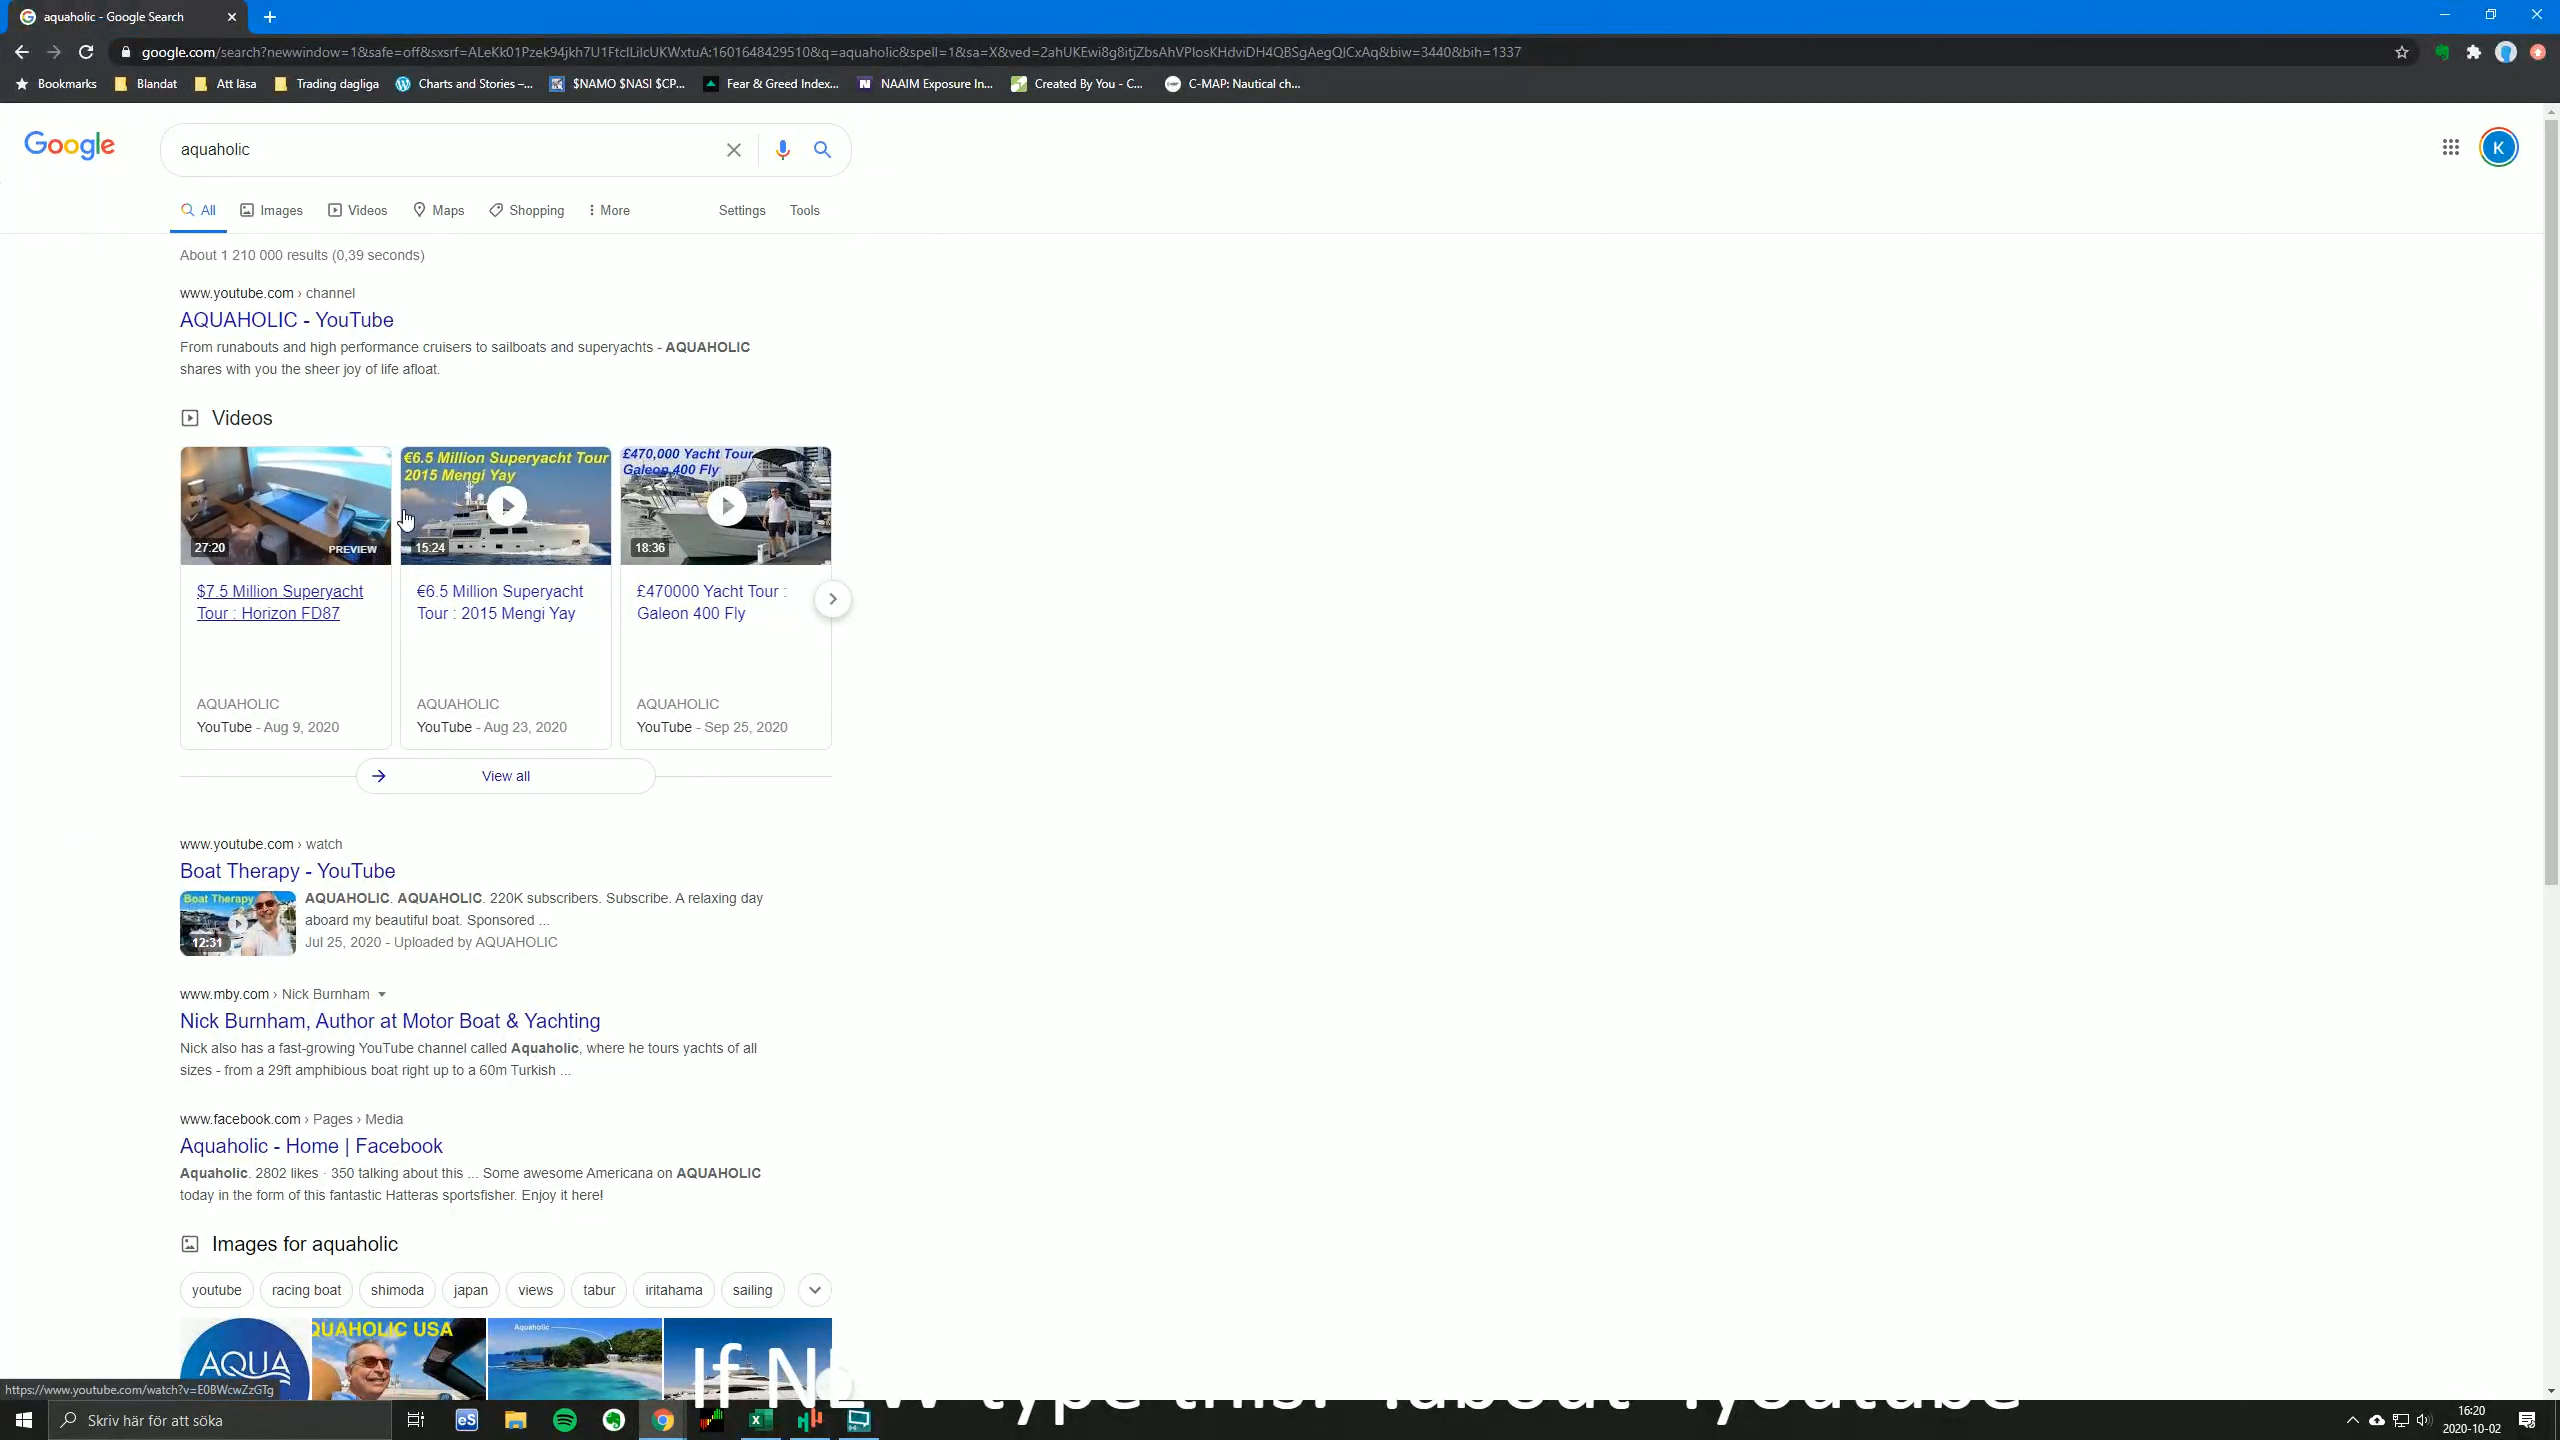 aquaholic - Google Search
google.com/search?newwindow=1&safe=off&sxsrf=ALeKk01Pzek94jkh7U1FtclLilcUKWxtuA:1601648429510&q=aquaholic&spell=1&sa=X&ved=2ahUKEwi8g8itjZbsAhVPlosKHdviDH4QBSgAegQlCxAq&biw=3440&bih=1337
Bookmarks Blandat Att läsa Trading dagliga Charts and Stories –... $NAMO $NASI $CP... Fear & Greed Index... NAAIM Exposure In... Created By You - C... C-MAP: Nautical ch...
Google
aquaholic
K
All Images Videos Maps Shopping More Settings Tools
About 1 210 000 results (0,39 seconds)
www.youtube.com › channel
AQUAHOLIC - YouTube
From runabouts and high performance cruisers to sailboats and superyachts - AQUAHOLIC
shares with you the sheer joy of life afloat.
Videos
27:20 PREVIEW
€6.5 Million Superyacht Tour
2015 Mengi Yay
15:24
£470,000 Yacht Tour
Galeon 400 Fly
18:36
$7.5 Million Superyacht
Tour : Horizon FD87
€6.5 Million Superyacht
Tour : 2015 Mengi Yay
£470000 Yacht Tour :
Galeon 400 Fly
AQUAHOLIC
YouTube - Aug 9, 2020
AQUAHOLIC
YouTube - Aug 23, 2020
AQUAHOLIC
YouTube - Sep 25, 2020
View all
www.youtube.com › watch
Boat Therapy - YouTube
Boat Therapy
12:31
AQUAHOLIC. AQUAHOLIC. 220K subscribers. Subscribe. A relaxing day
aboard my beautiful boat. Sponsored ...
Jul 25, 2020 - Uploaded by AQUAHOLIC
www.mby.com › Nick Burnham
Nick Burnham, Author at Motor Boat & Yachting
Nick also has a fast-growing YouTube channel called Aquaholic, where he tours yachts of all
sizes - from a 29ft amphibious boat right up to a 60m Turkish ...
www.facebook.com › Pages › Media
Aquaholic - Home | Facebook
Aquaholic. 2802 likes · 350 talking about this ... Some awesome Americana on AQUAHOLIC
today in the form of this fantastic Hatteras sportsfisher. Enjoy it here!
Images for aquaholic
youtube racing boat shimoda japan views tabur iritahama sailing
AQUA
QUAHOLIC USA
Aquaholic
If NEW type this: !about !youtube
https://www.youtube.com/watch?v=E0BWcwZzGTg
Skriv här för att söka
eS
16:20
2020-10-02